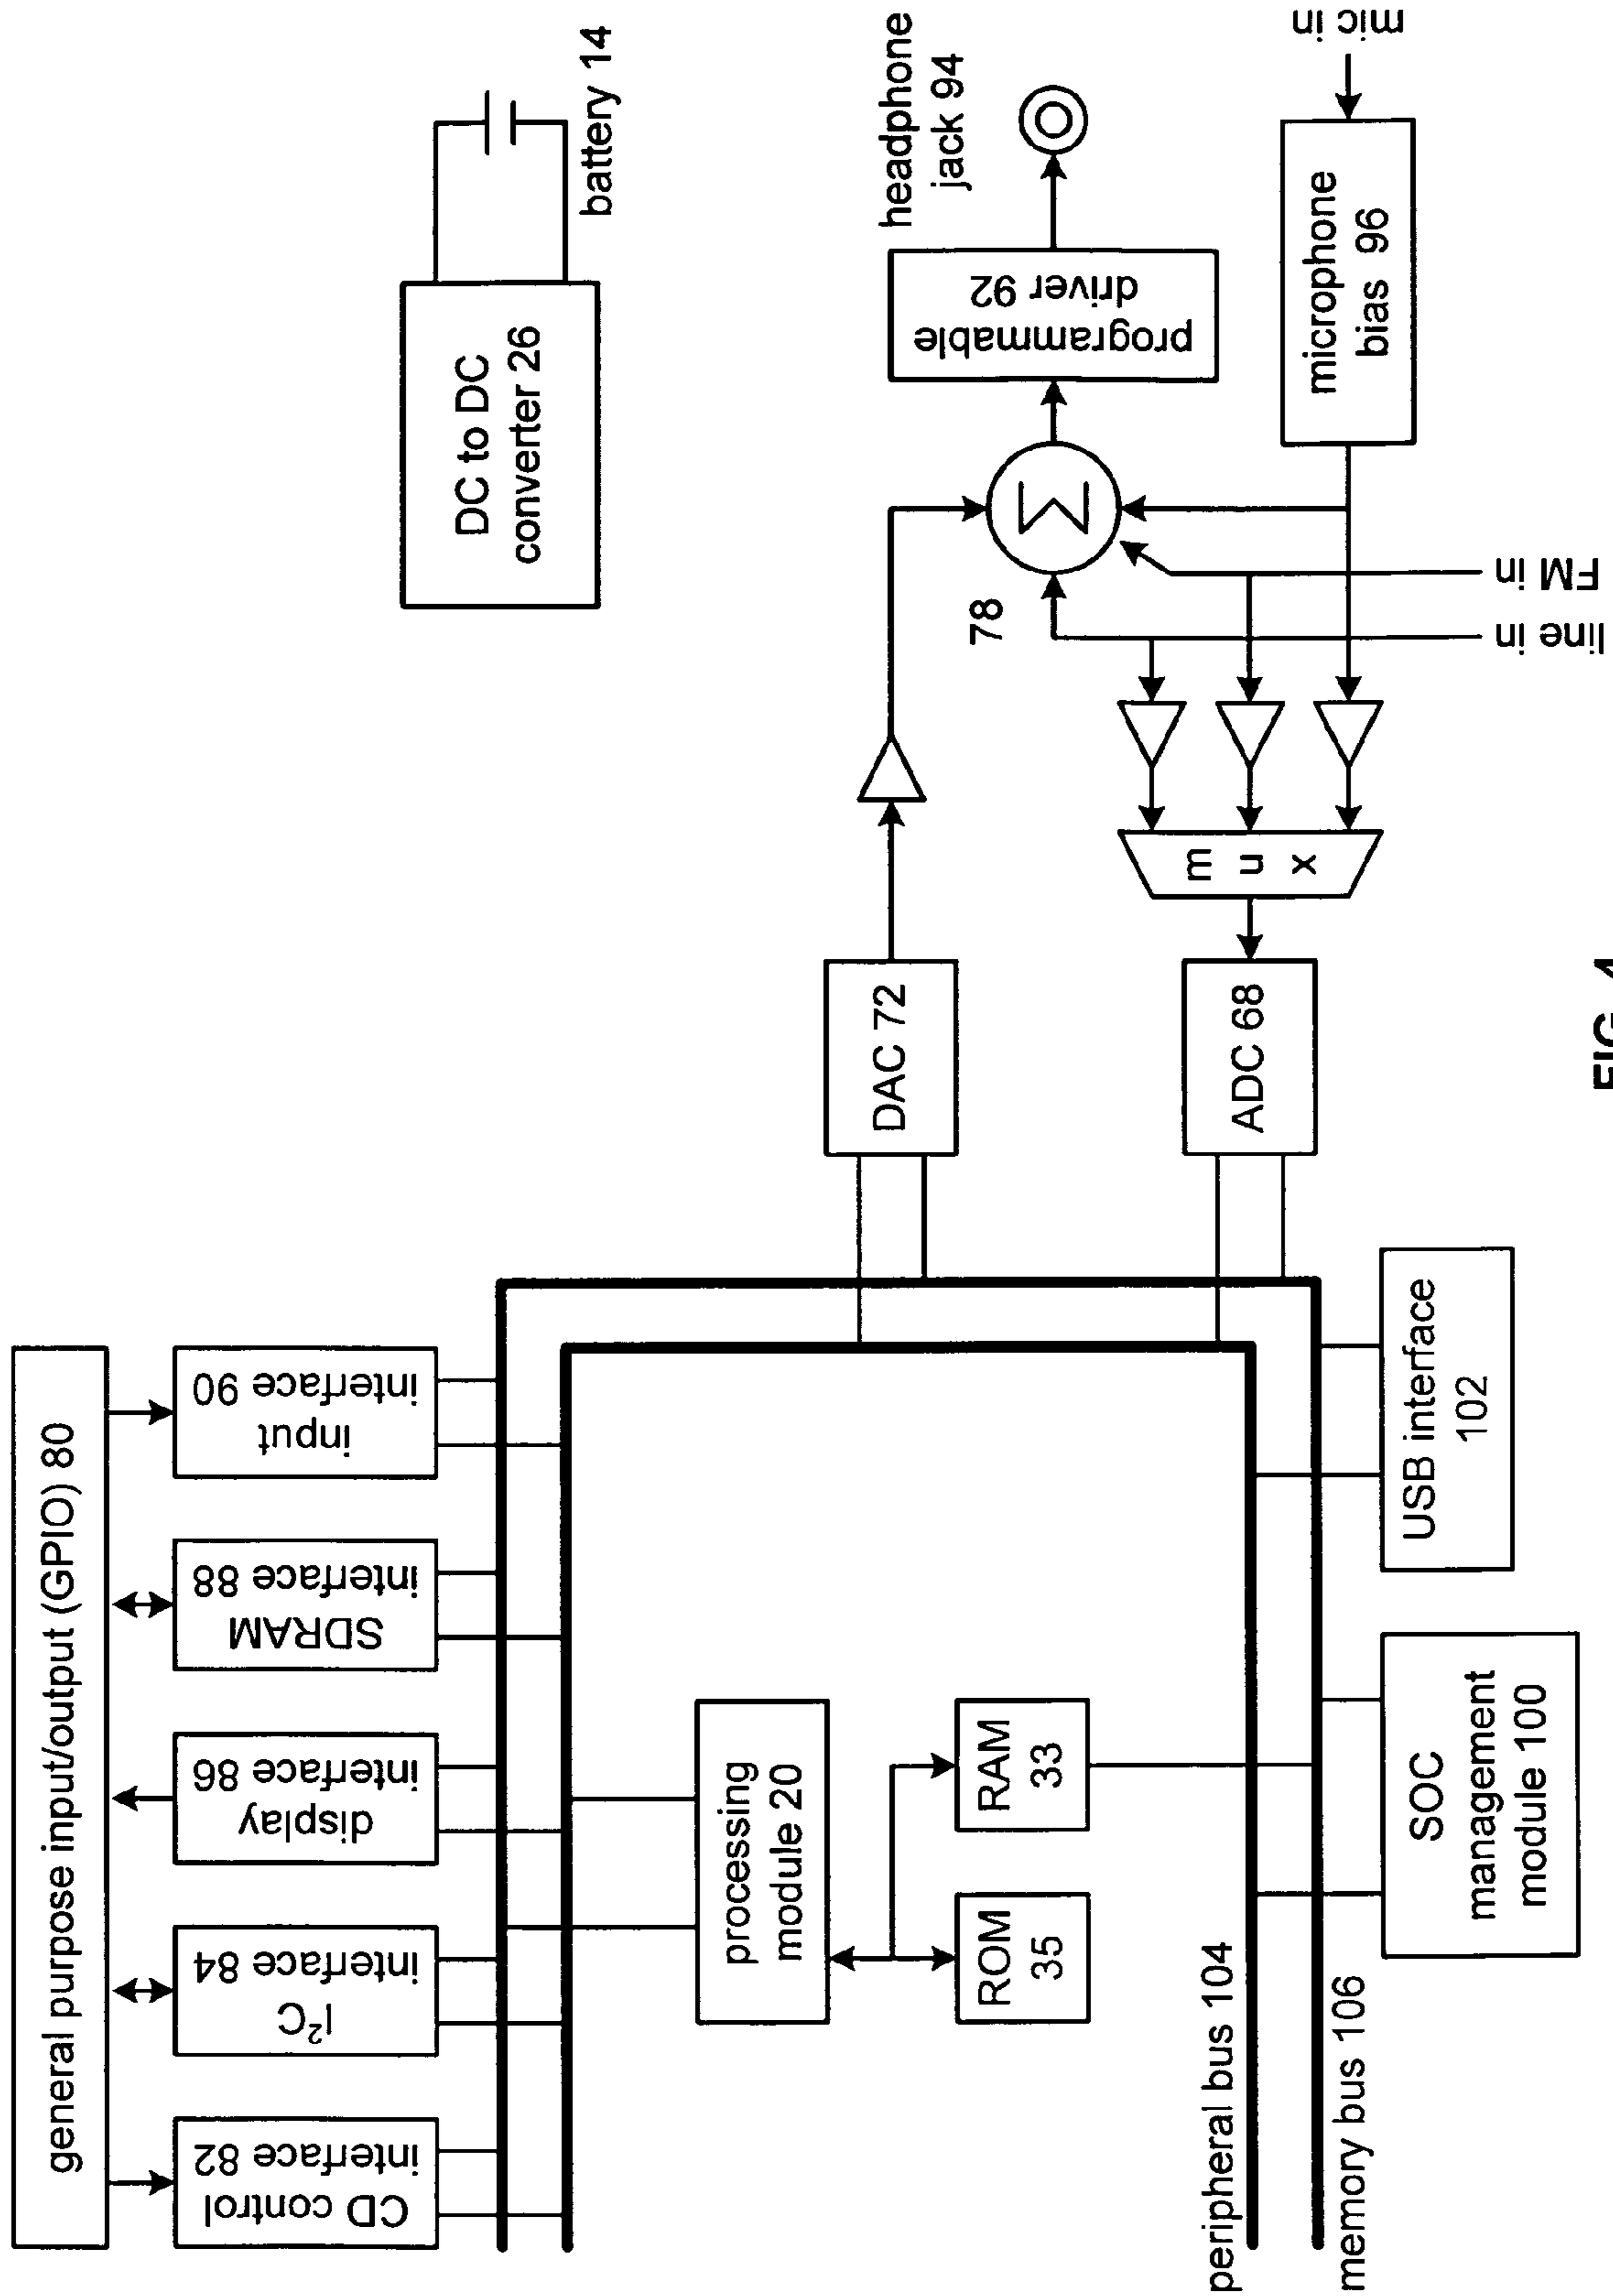 general purpose input/output (GPIO) 80
CD control
interface 82
I²C
interface 84
display
interface 86
SDRAM
interface 88
input
interface 90
DC to DC
converter 26
battery 14
processing
module 20
ROM
35
RAM
33
DAC 72
ADC 68
mux
78
programmable
driver 92
headphone
jack 94
microphone
bias 96
mic in
line in
FM in
Σ
peripheral bus 104
memory bus 106
SOC
management
module 100
USB interface
102